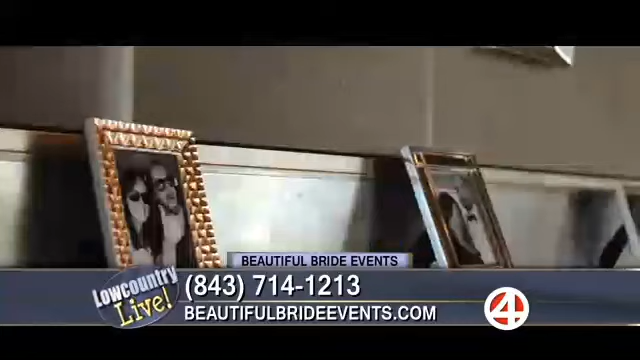 BEAUTIFUL BRIDE EVENTS
Lowcountry
Live!
(843) 714-1213
BEAUTIFULBRIDEEVENTS.COM
4